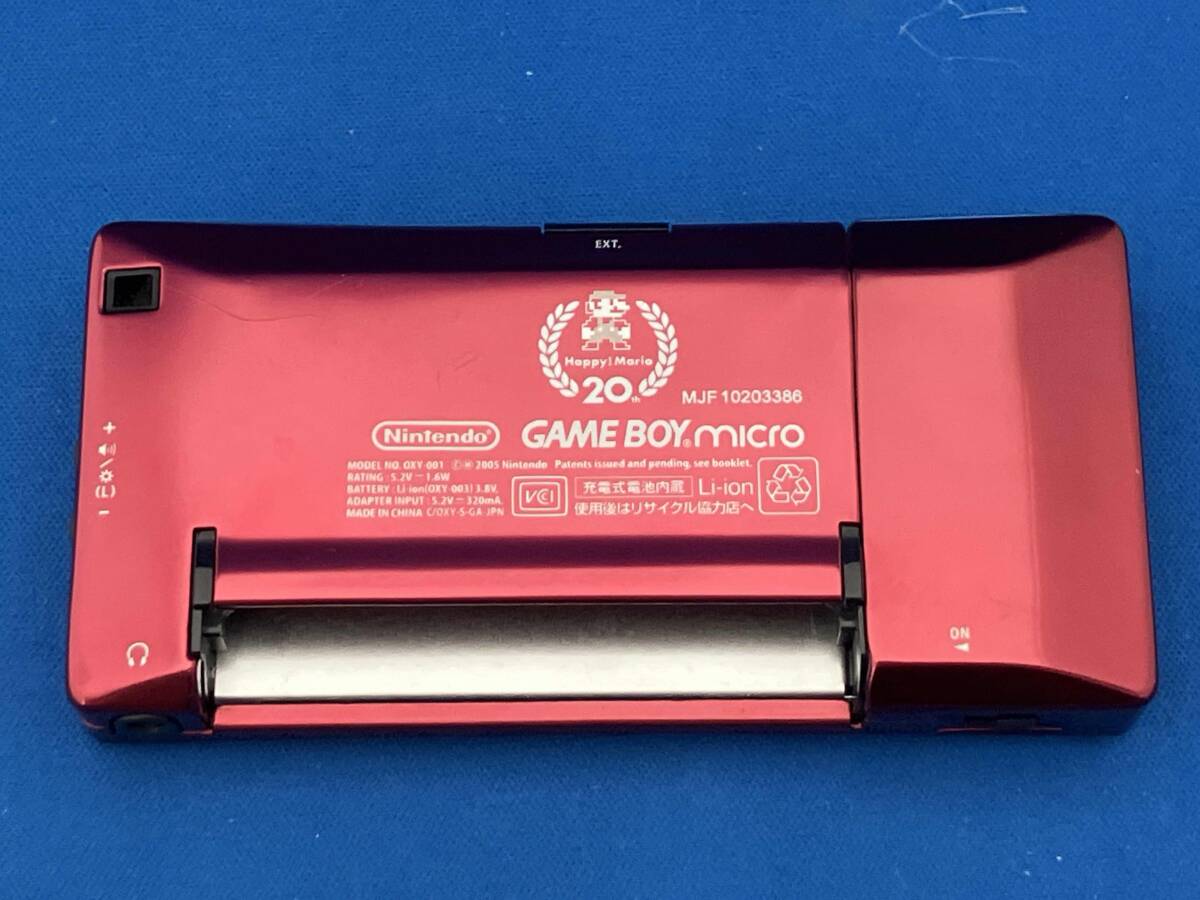 EXT.
Happy! Mario
20th
MJF 10203386
Nintendo® GAME BOY® micro
MODEL NO. OXY-001 ©Ⓜ 2005 Nintendo Patents issued and pending, see booklet.
RATING : 5.2V⎓1.6W
BATTERY : Li-ion(OXY-003) 3.8V,
ADAPTER INPUT : 5.2V⎓320mA.
MADE IN CHINA C/OXY-S-GA-JPN
VCI
充電式電池内蔵 Li-ion
使用後はリサイクル協力店へ
+
(L)
−
ON